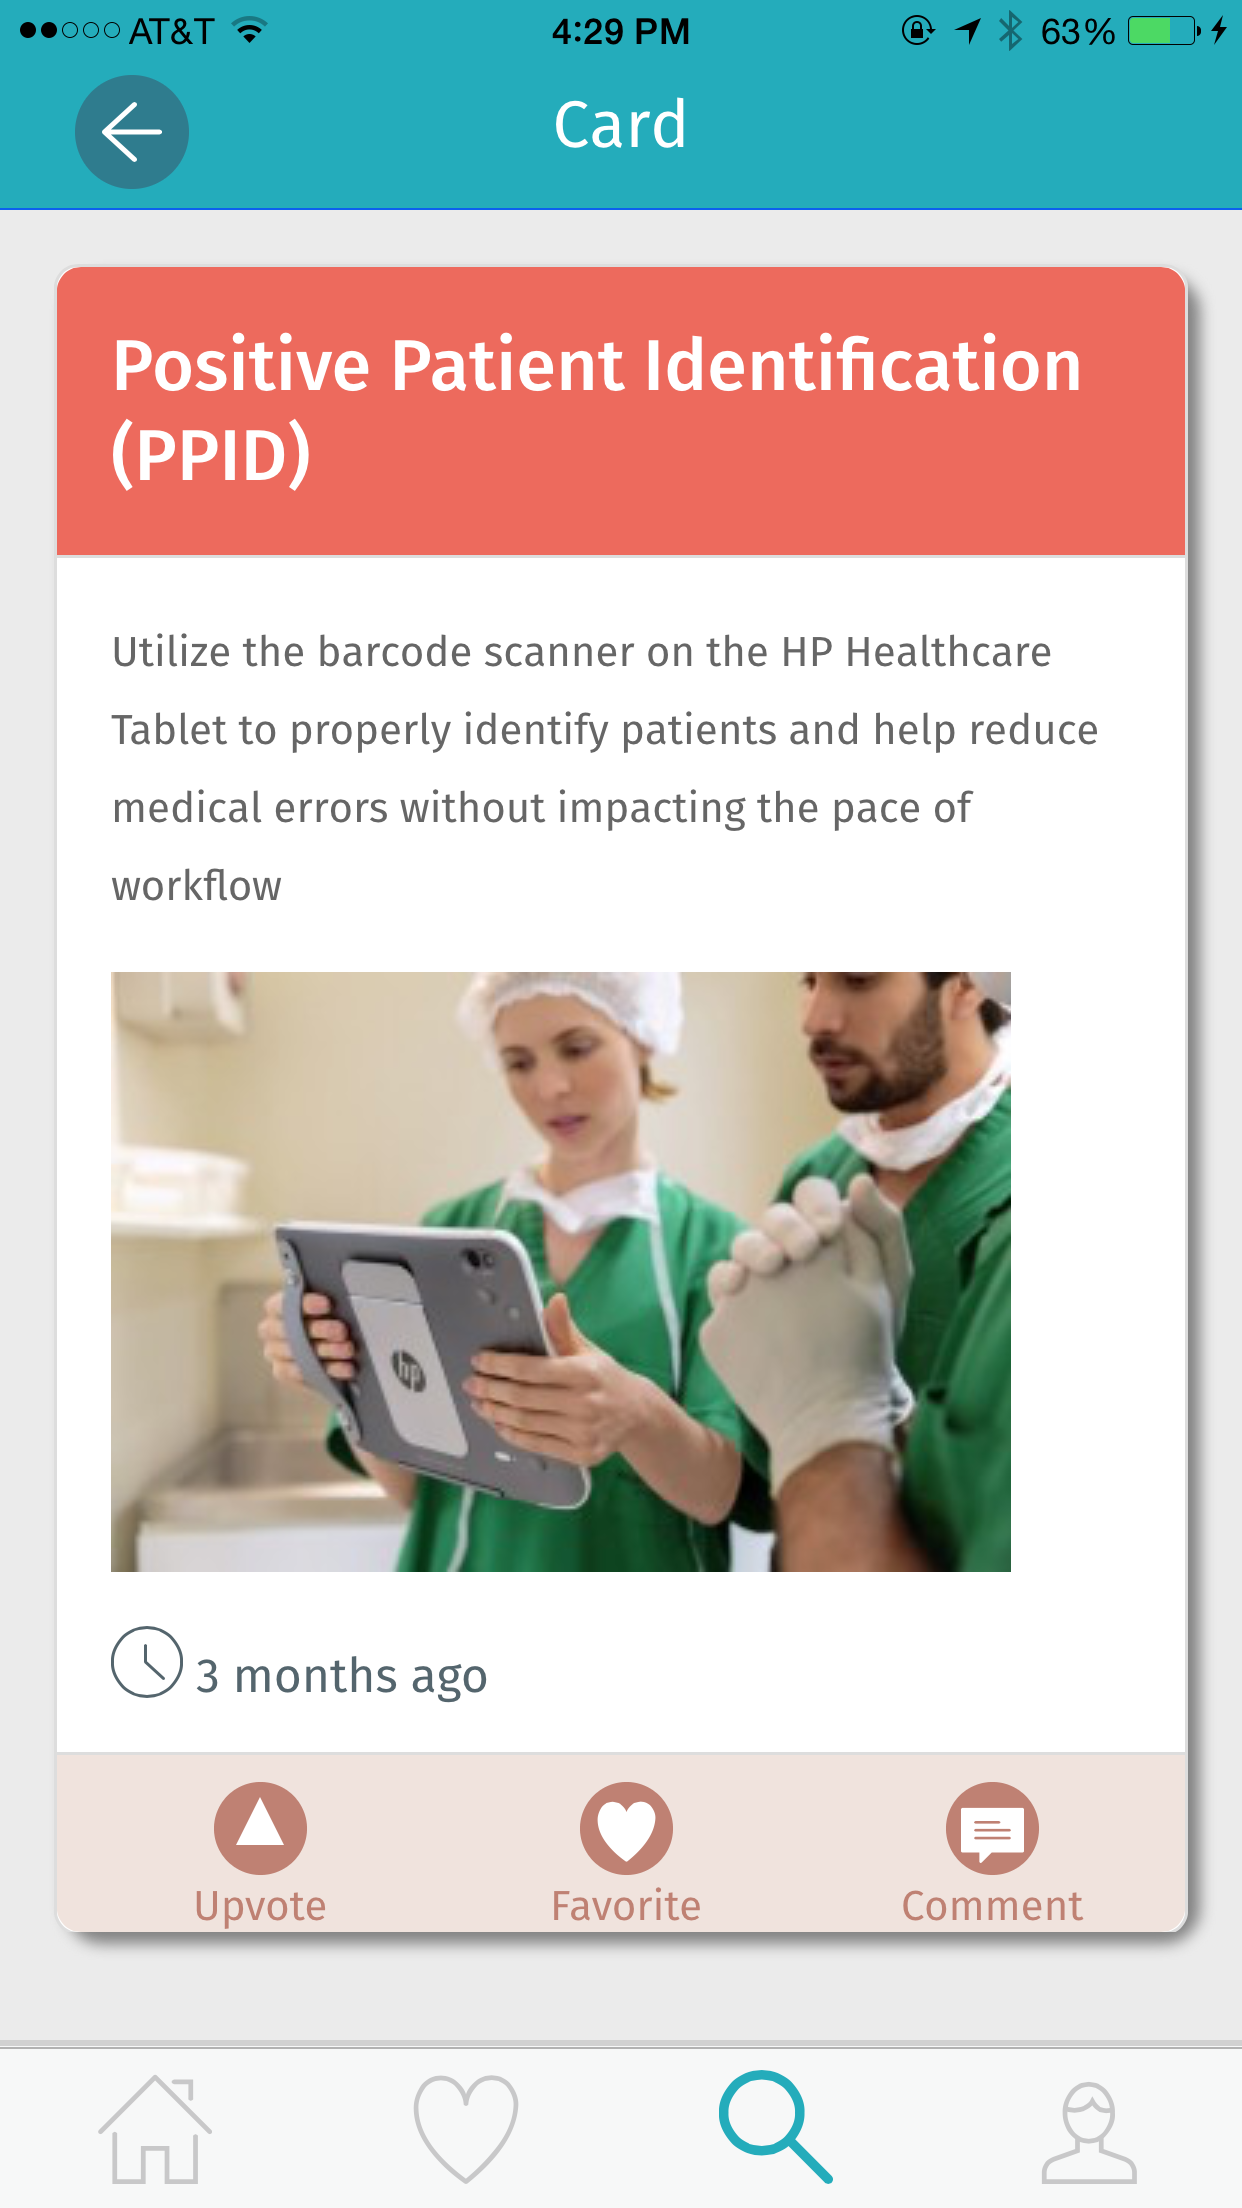 AT&T 4:29 PM 63%
Card
Positive Patient Identification
(PPID)
Utilize the barcode scanner on the HP Healthcare
Tablet to properly identify patients and help reduce
medical errors without impacting the pace of
workflow
hp
3 months ago
Upvote Favorite Comment